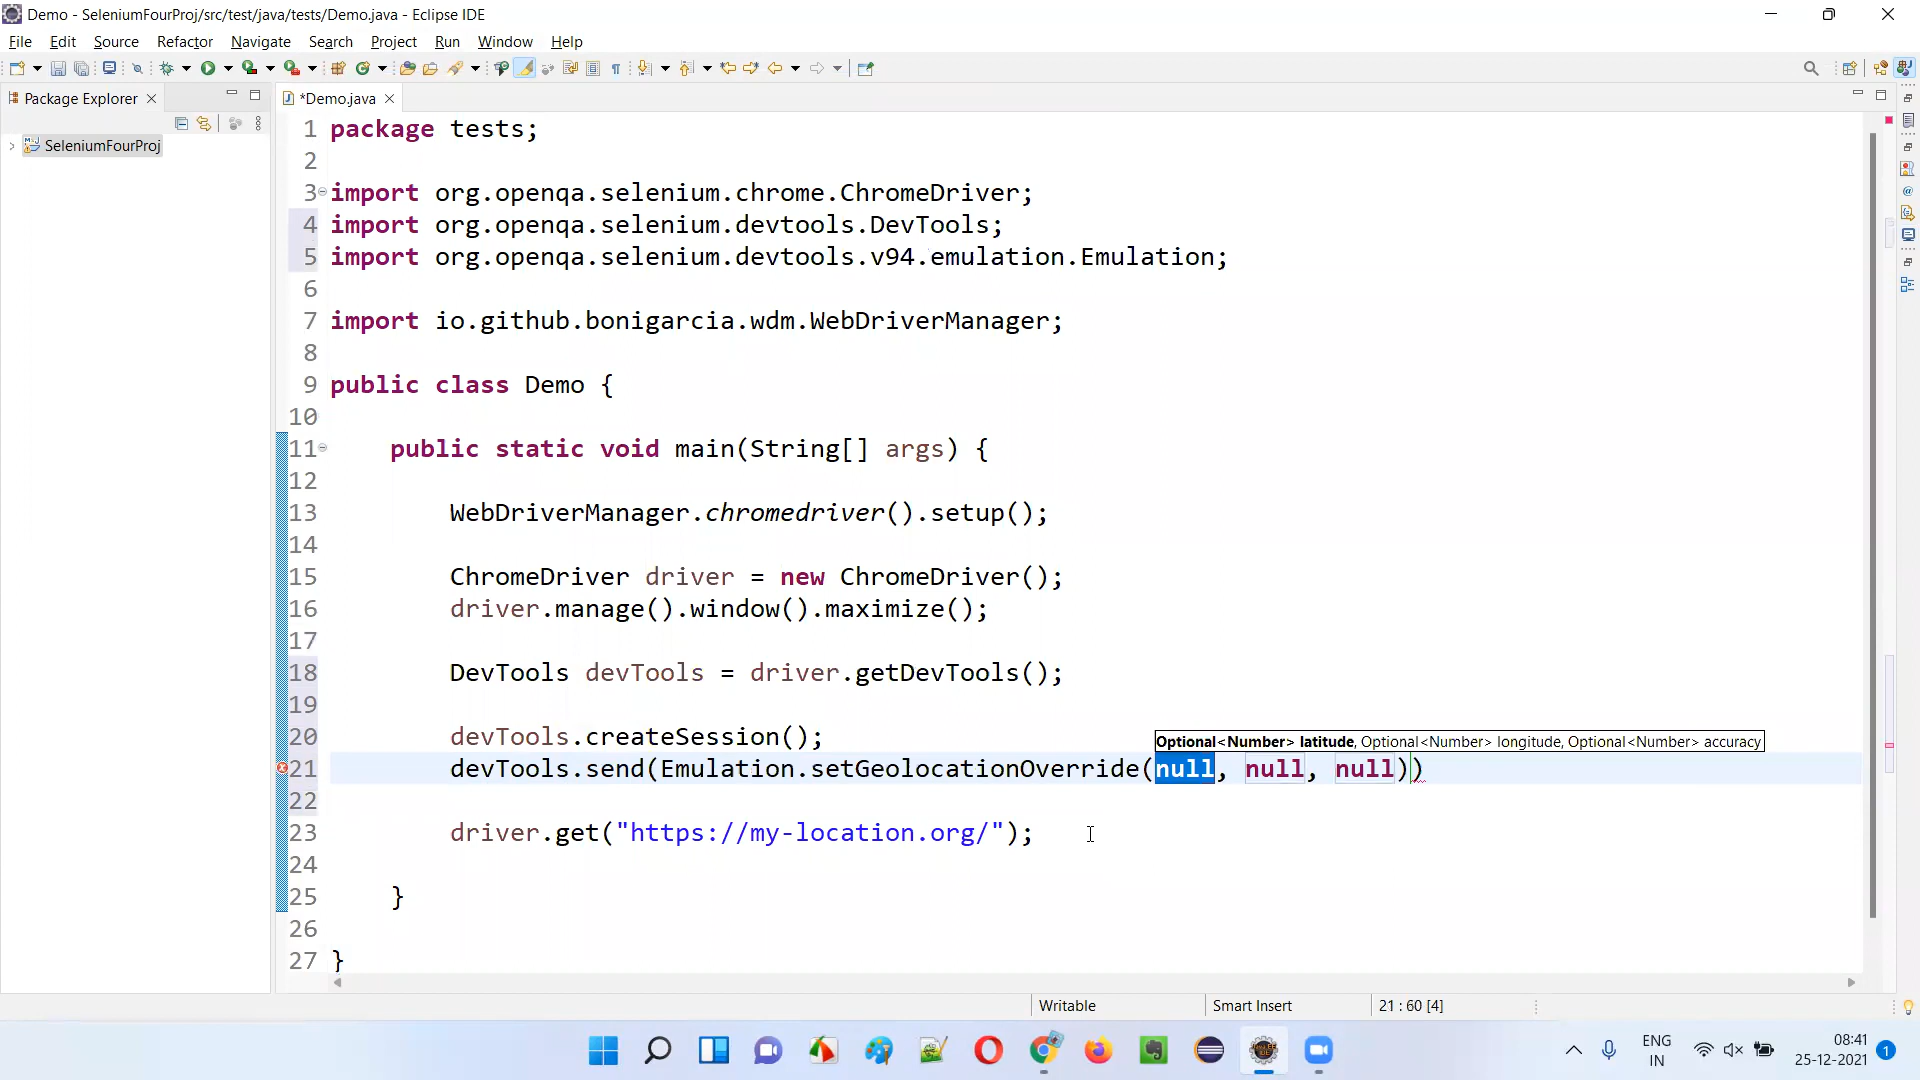 Demo - SeleniumFourProj/src/test/java/tests/Demo.java - Eclipse IDE
File Edit Source Refactor Navigate Search Project Run Window Help
Package Explorer
*Demo.java
SeleniumFourProj
1 package tests;
2
3 import org.openqa.selenium.chrome.ChromeDriver;
4 import org.openqa.selenium.devtools.DevTools;
5 import org.openqa.selenium.devtools.v94.emulation.Emulation;
6
7 import io.github.bonigarcia.wdm.WebDriverManager;
8
9 public class Demo {
10
11 public static void main(String[] args) {
12
13 WebDriverManager.chromedriver().setup();
14
15 ChromeDriver driver = new ChromeDriver();
16 driver.manage().window().maximize();
17
18 DevTools devTools = driver.getDevTools();
19
20 devTools.createSession();
Optional<Number> latitude, Optional<Number> longitude, Optional<Number> accuracy
21 devTools.send(Emulation.setGeolocationOverride(null, null, null))
22
23 driver.get("https://my-location.org/");
24
25 }
26
27 }
Writable Smart Insert 21 : 60 [4]
ENG
IN
08:41
25-12-2021
1